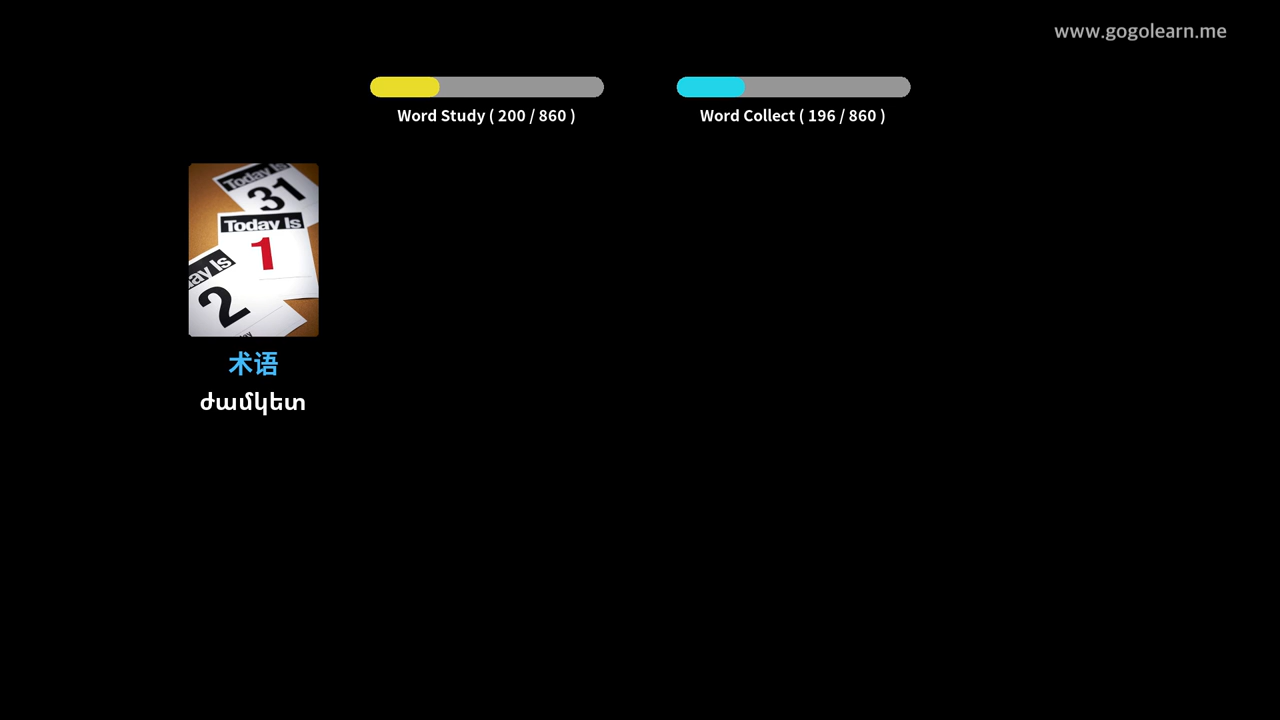 www.gogolearn.me
Word Study ( 200 / 860 )
Word Collect ( 196 / 860 )
Today Is
31
Today Is
1
ay Is
2
术语
ժամկետ